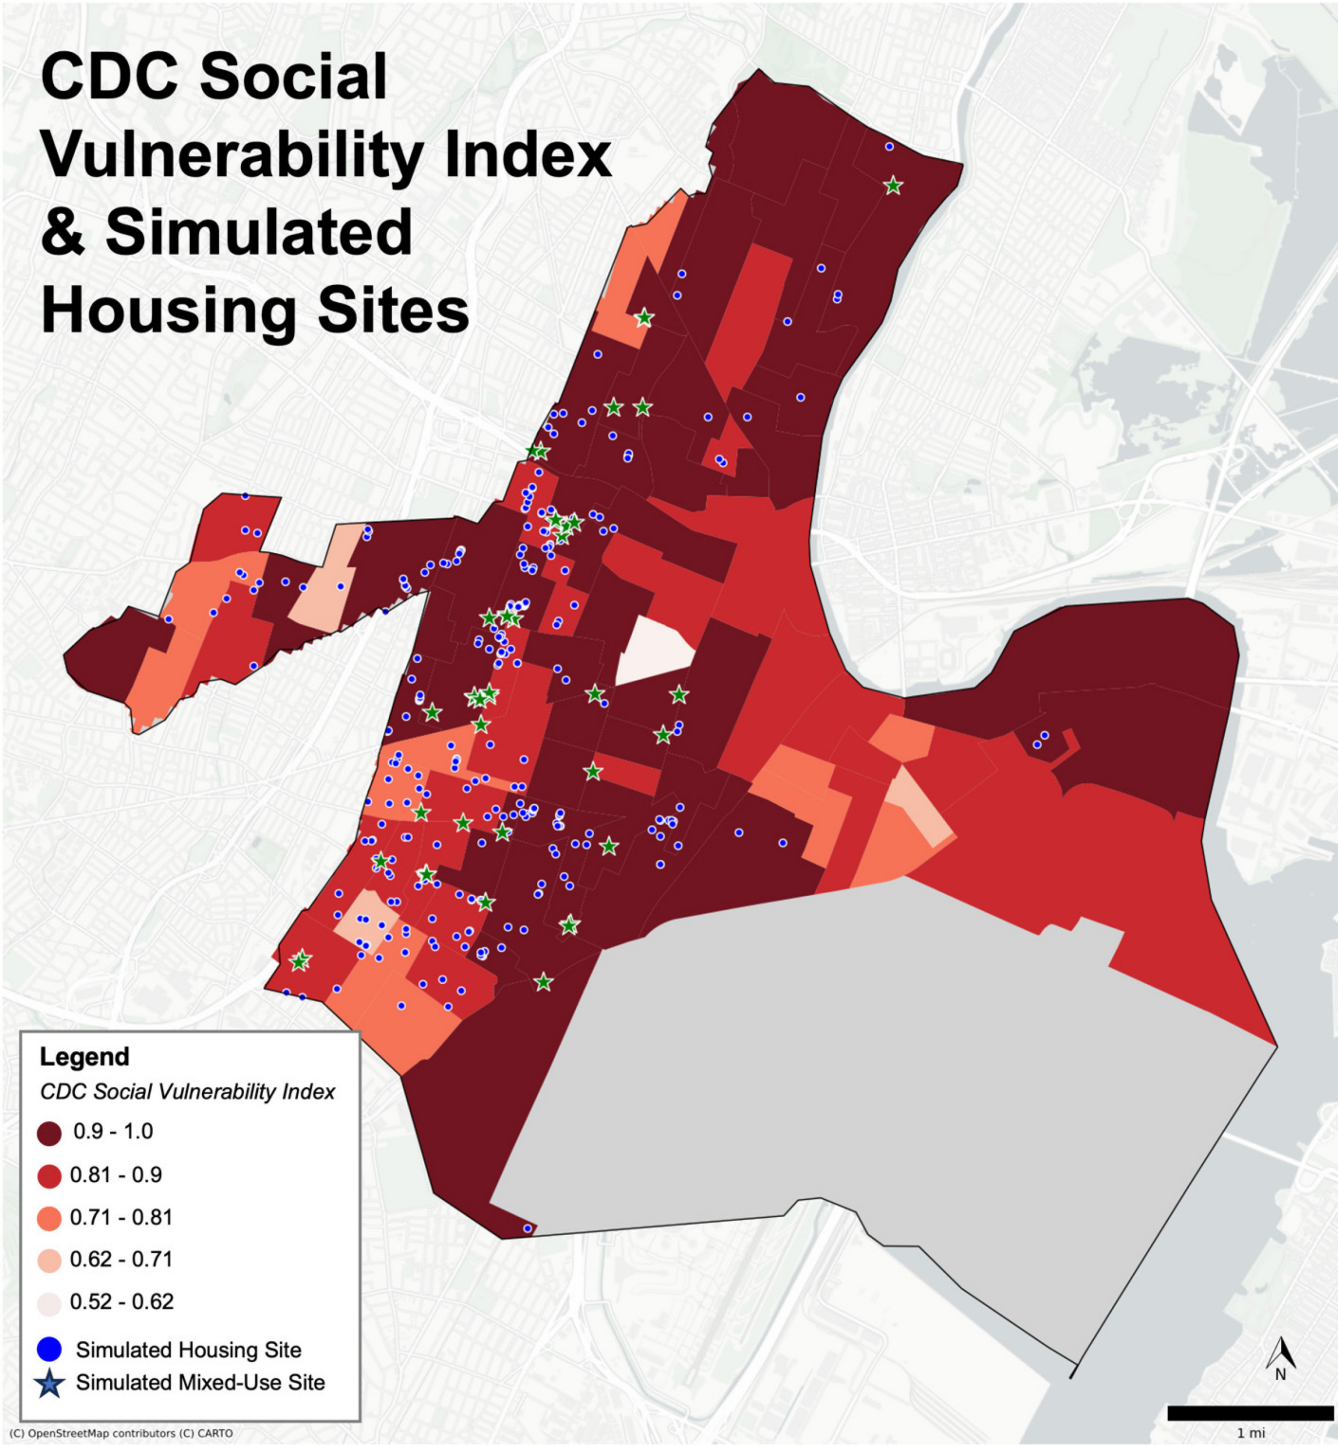 CDC Social
Vulnerability Index
& Simulated
Housing Sites
Legend
CDC Social Vulnerability Index
0.9 - 1.0
0.81 - 0.9
0.71 - 0.81
0.62 - 0.71
0.52 - 0.62
Simulated Housing Site
Simulated Mixed-Use Site
(C) OpenStreetMap contributors (C) CARTO
N
1 mi